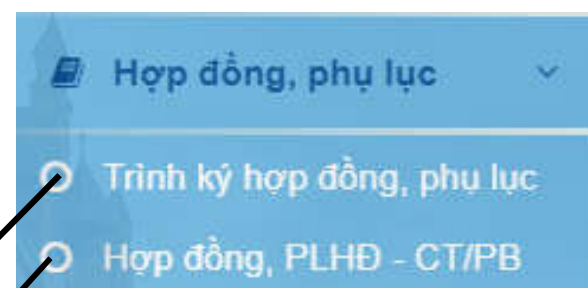 Hợp đồng, phụ lục
Trình ký hợp đồng, phụ lục
Hợp đồng, PLHĐ - CT/PB